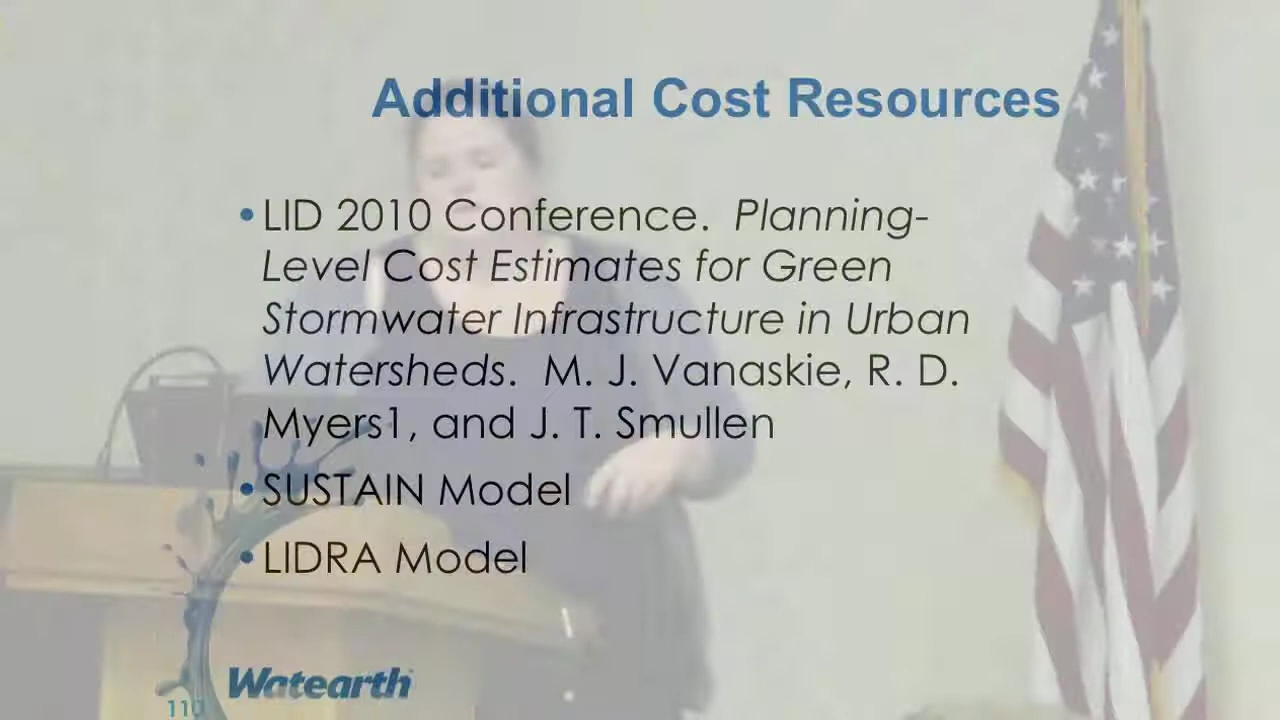 Additional Cost Resources
•LID 2010 Conference. Planning-
Level Cost Estimates for Green
Stormwater Infrastructure in Urban
Watersheds. M. J. Vanaskie, R. D.
Myers1, and J. T. Smullen
•SUSTAIN Model
•LIDRA Model
Watearth
110